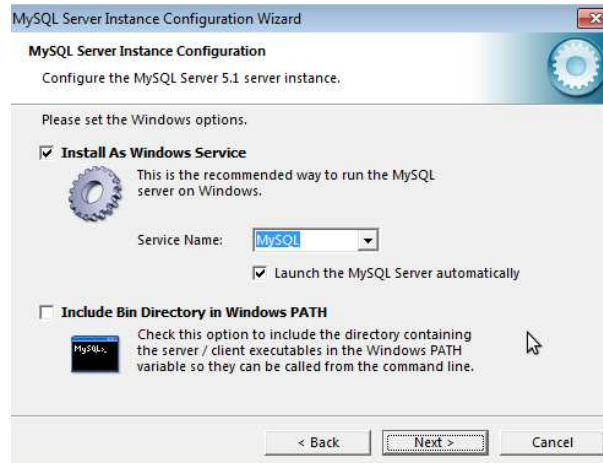 MySQL Server Instance Configuration Wizard
MySQL Server Instance Configuration
Configure the MySQL Server 5.1 server instance.
Please set the Windows options.
Install As Windows Service
This is the recommended way to run the MySQL
server on Windows.
Service Name: MySQL
Launch the MySQL Server automatically
Include Bin Directory in Windows PATH
MySQL>_
Check this option to include the directory containing
the server / client executables in the Windows PATH
variable so they can be called from the command line.
< Back Next > Cancel